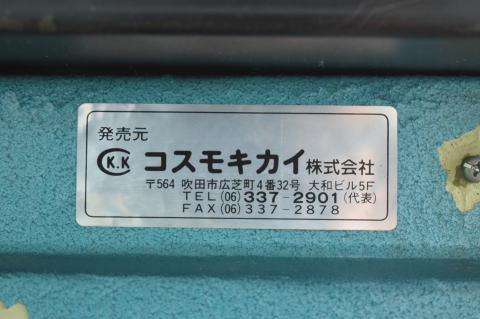 発売元
C K.K コスモキカイ株式会社
〒564 吹田市広芝町4番32号 大和ビル5F
TEL(06)337-2901(代表)
FAX(06)337-2878